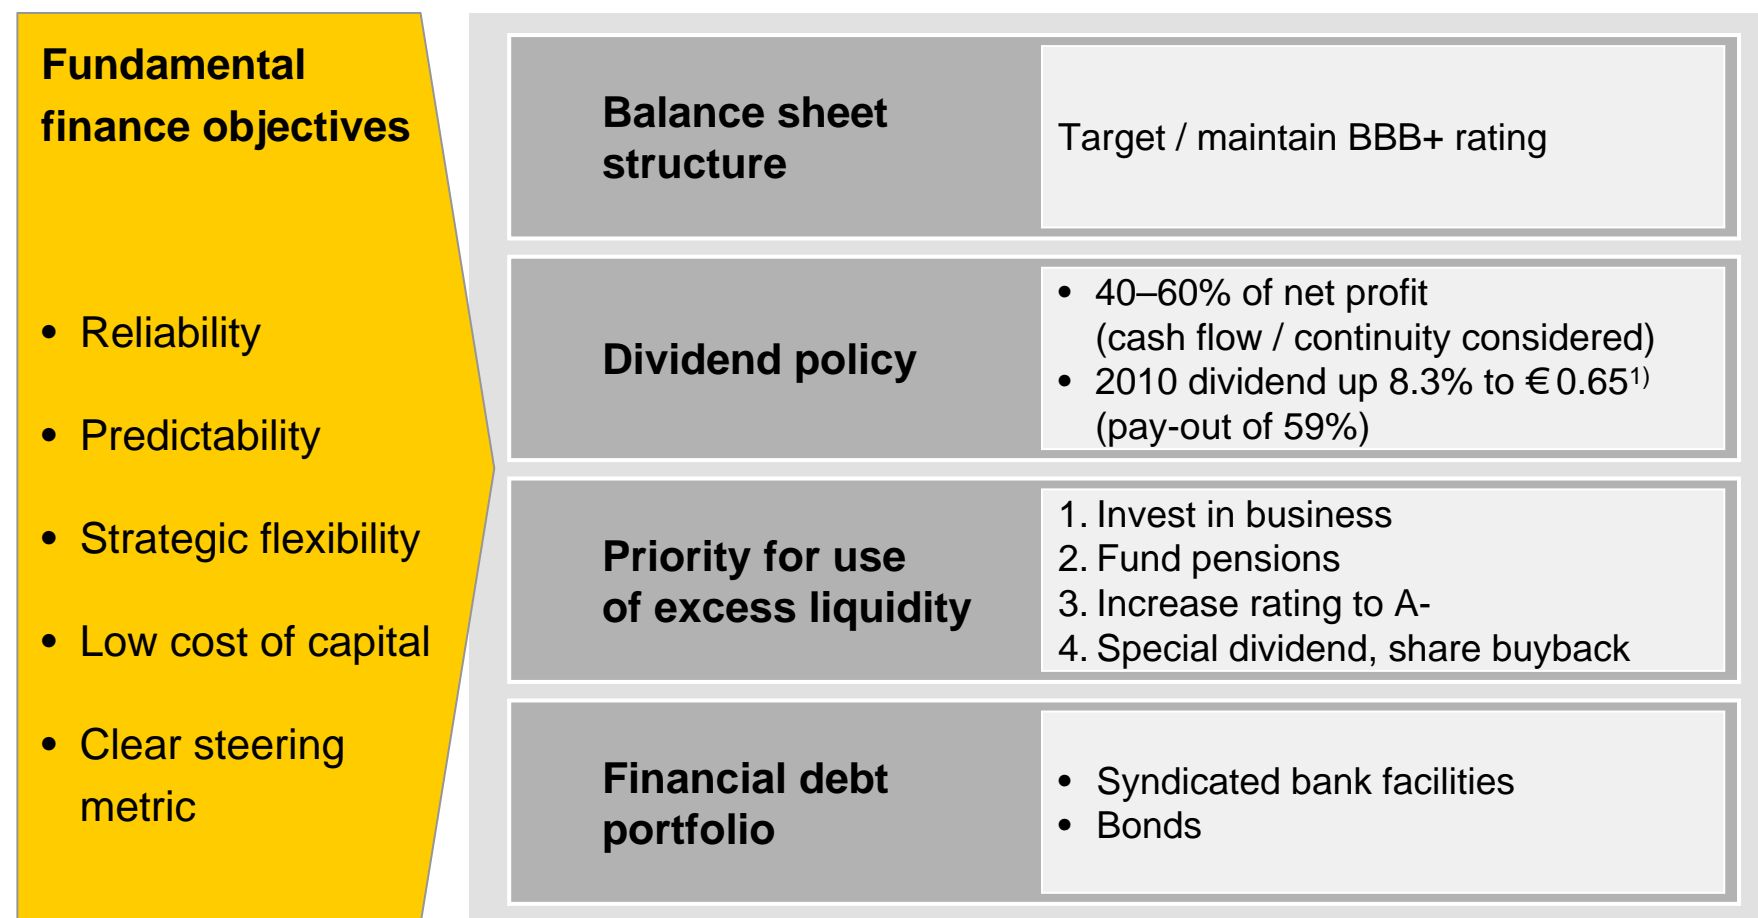 Fundamental
finance objectives
• Reliability
• Predictability
• Strategic flexibility
• Low cost of capital
• Clear steering
metric
Balance sheet
structure
Target / maintain BBB+ rating
Dividend policy
• 40–60% of net profit
(cash flow / continuity considered)
• 2010 dividend up 8.3% to €0.65¹⁾
(pay-out of 59%)
Priority for use
of excess liquidity
1. Invest in business
2. Fund pensions
3. Increase rating to A-
4. Special dividend, share buyback
Financial debt
portfolio
• Syndicated bank facilities
• Bonds